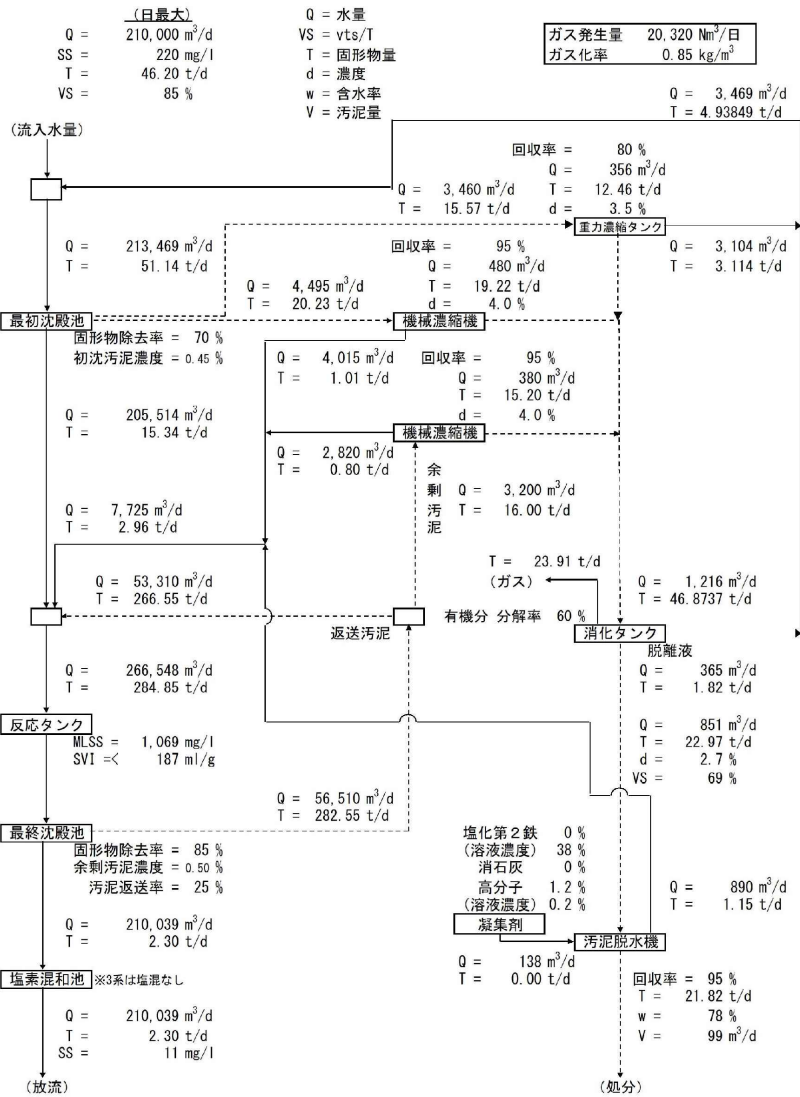 (日最大)
Q = 210,000 m³/d
SS = 220 mg/l
T = 46.20 t/d
VS = 85 %
Q = 水量
VS = vts/T
T = 固形物量
d = 濃度
w = 含水率
V = 汚泥量
ガス発生量 20,320 Nm³/日
ガス化率 0.85 kg/m³
Q = 3,469 m³/d
T = 4.93849 t/d
(流入水量)
回収率 = 80 %
Q = 356 m³/d
T = 12.46 t/d
d = 3.5 %
Q = 3,460 m³/d
T = 15.57 t/d
重力濃縮タンク
Q = 213,469 m³/d
T = 51.14 t/d
Q = 3,104 m³/d
T = 3.114 t/d
回収率 = 95 %
Q = 480 m³/d
T = 19.22 t/d
d = 4.0 %
Q = 4,495 m³/d
T = 20.23 t/d
最初沈殿池
機械濃縮機
固形物除去率 = 70 %
初沈汚泥濃度 = 0.45 %
Q = 4,015 m³/d
T = 1.01 t/d
回収率 = 95 %
Q = 380 m³/d
T = 15.20 t/d
d = 4.0 %
Q = 205,514 m³/d
T = 15.34 t/d
機械濃縮機
Q = 2,820 m³/d
T = 0.80 t/d
余剰汚泥
Q = 3,200 m³/d
T = 16.00 t/d
Q = 7,725 m³/d
T = 2.96 t/d
T = 23.91 t/d
(ガス)
Q = 53,310 m³/d
T = 266.55 t/d
Q = 1,216 m³/d
T = 46.8737 t/d
有機分 分解率 60 %
返送汚泥
消化タンク
脱離液
Q = 365 m³/d
T = 1.82 t/d
Q = 266,548 m³/d
T = 284.85 t/d
反応タンク
MLSS = 1,069 mg/l
SVI =< 187 ml/g
Q = 851 m³/d
T = 22.97 t/d
d = 2.7 %
VS = 69 %
Q = 56,510 m³/d
T = 282.55 t/d
最終沈殿池
固形物除去率 = 85 %
余剰汚泥濃度 = 0.50 %
汚泥返送率 = 25 %
塩化第2鉄 0 %
(溶液濃度) 38 %
消石灰 0 %
高分子 1.2 %
(溶液濃度) 0.2 %
凝集剤
Q = 890 m³/d
T = 1.15 t/d
Q = 210,039 m³/d
T = 2.30 t/d
汚泥脱水機
Q = 138 m³/d
T = 0.00 t/d
塩素混和池 ※3系は塩混なし
回収率 = 95 %
T = 21.82 t/d
w = 78 %
V = 99 m³/d
Q = 210,039 m³/d
T = 2.30 t/d
SS = 11 mg/l
(放流)
(処分)